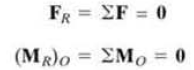 F_R = ΣF = 0
(M_R)_O = ΣM_O = 0